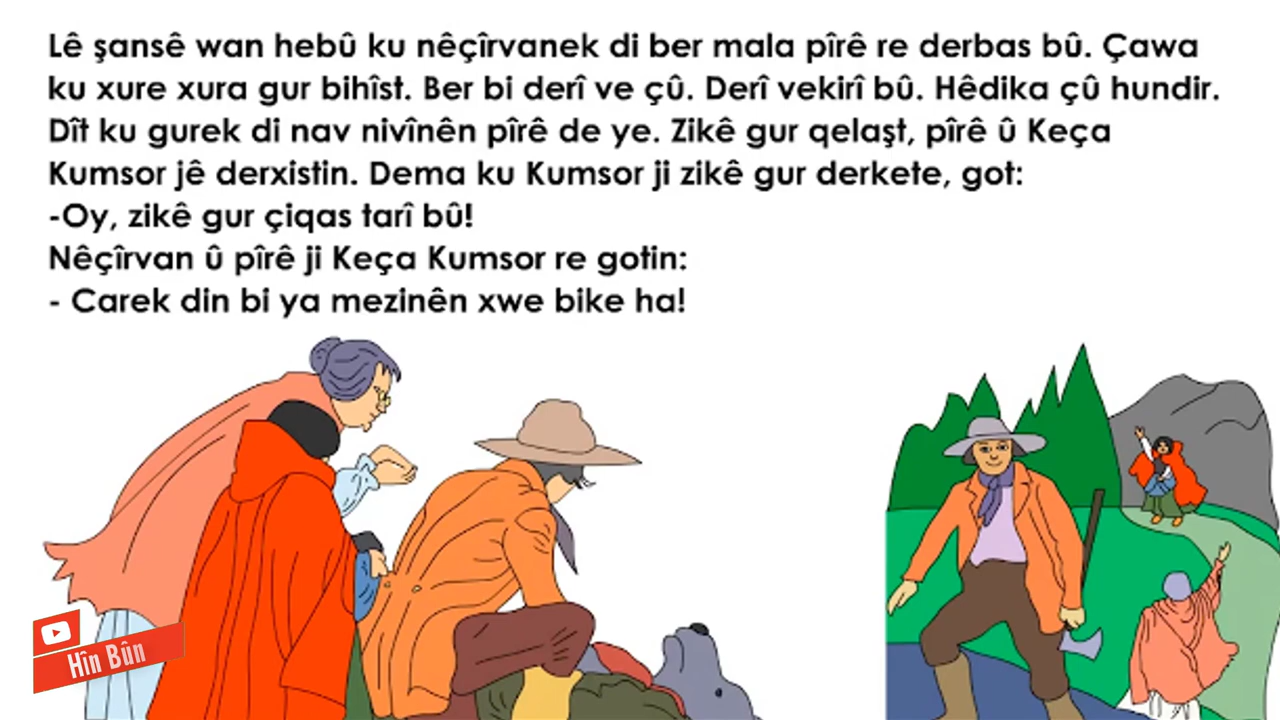 Lê şansê wan hebû ku nêçîrvanek di ber mala pîrê re derbas bû. Çawa
ku xure xura gur bihîst. Ber bi derî ve çû. Derî vekirî bû. Hêdika çû hundir.
Dît ku gurek di nav nivînên pîrê de ye. Zikê gur qelaşt, pîrê û Keça
Kumsor jê derxistin. Dema ku Kumsor ji zikê gur derkete, got:
-Oy, zikê gur çiqas tarî bû!
Nêçîrvan û pîrê ji Keça Kumsor re gotin:
- Carek din bi ya mezinên xwe bike ha!
Hîn Bûn